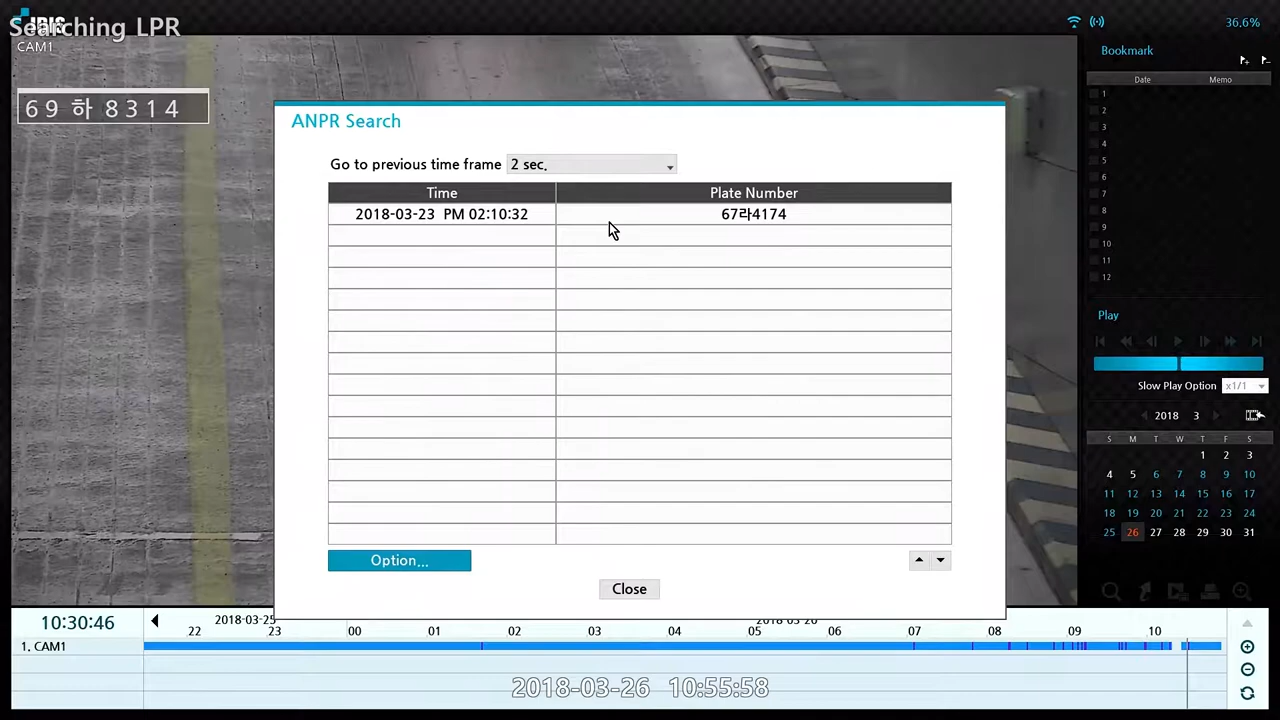 Searching LPR
CAM1
69 하 8314
36.6%
ANPR Search
Go to previous time frame 2 sec.
Time Plate Number
2018-03-23 PM 02:10:32 67라4174
Option...
Close
Bookmark
Date Memo
1
2
3
4
5
6
7
8
9
10
11
12
Play
Slow Play Option x1/1
2018 3
S M T W T F S
1 2 3
4 5 6 7 8 9 10
11 12 13 14 15 16 17
18 19 20 21 22 23 24
25 26 27 28 29 30 31
10:30:46
2018-03-25
22 23 00 01 02 03 04 05 06 07 08 09 10
1. CAM1
2018-03-26 10:55:58